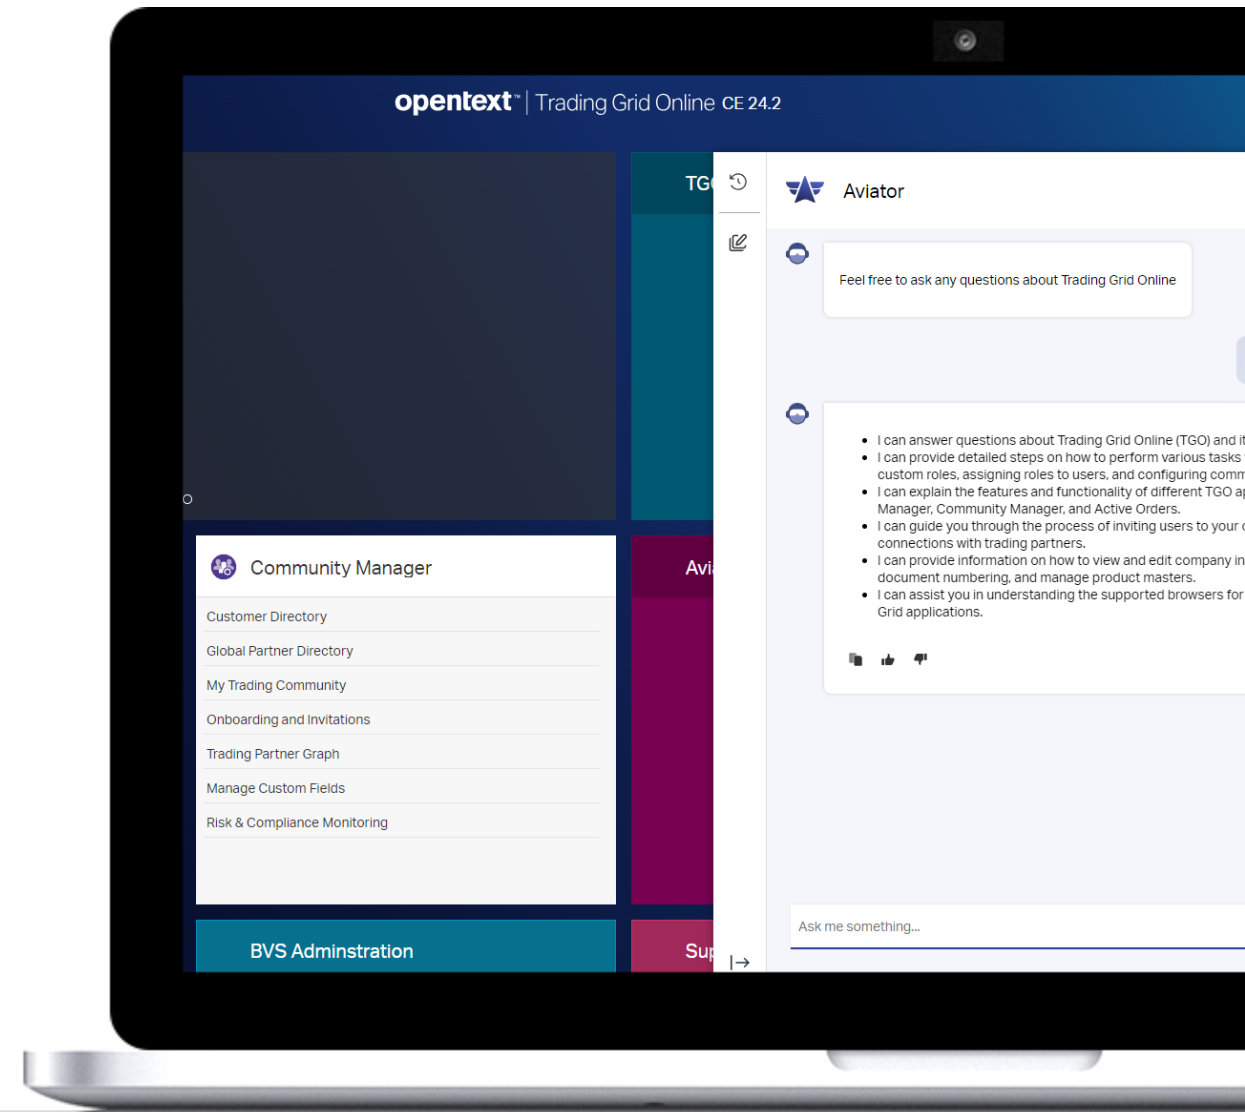 opentext™ | Trading Grid Online CE 24.2
Aviator
Feel free to ask any questions about Trading Grid Online
• I can answer questions about Trading Grid Online (TGO) and
• I can provide detailed steps on how to perform various tasks
custom roles, assigning roles to users, and configuring
• I can explain the features and functionality of different TGO
Manager, Community Manager, and Active Orders.
• I can guide you through the process of inviting users to your
connections with trading partners.
• I can provide information on how to view and edit company
document numbering, and manage product masters.
• I can assist you in understanding the supported browsers for
Grid applications.
Community Manager
Customer Directory
Global Partner Directory
My Trading Community
Onboarding and Invitations
Trading Partner Graph
Manage Custom Fields
Risk & Compliance Monitoring
Ask me something...
BVS Adminstration